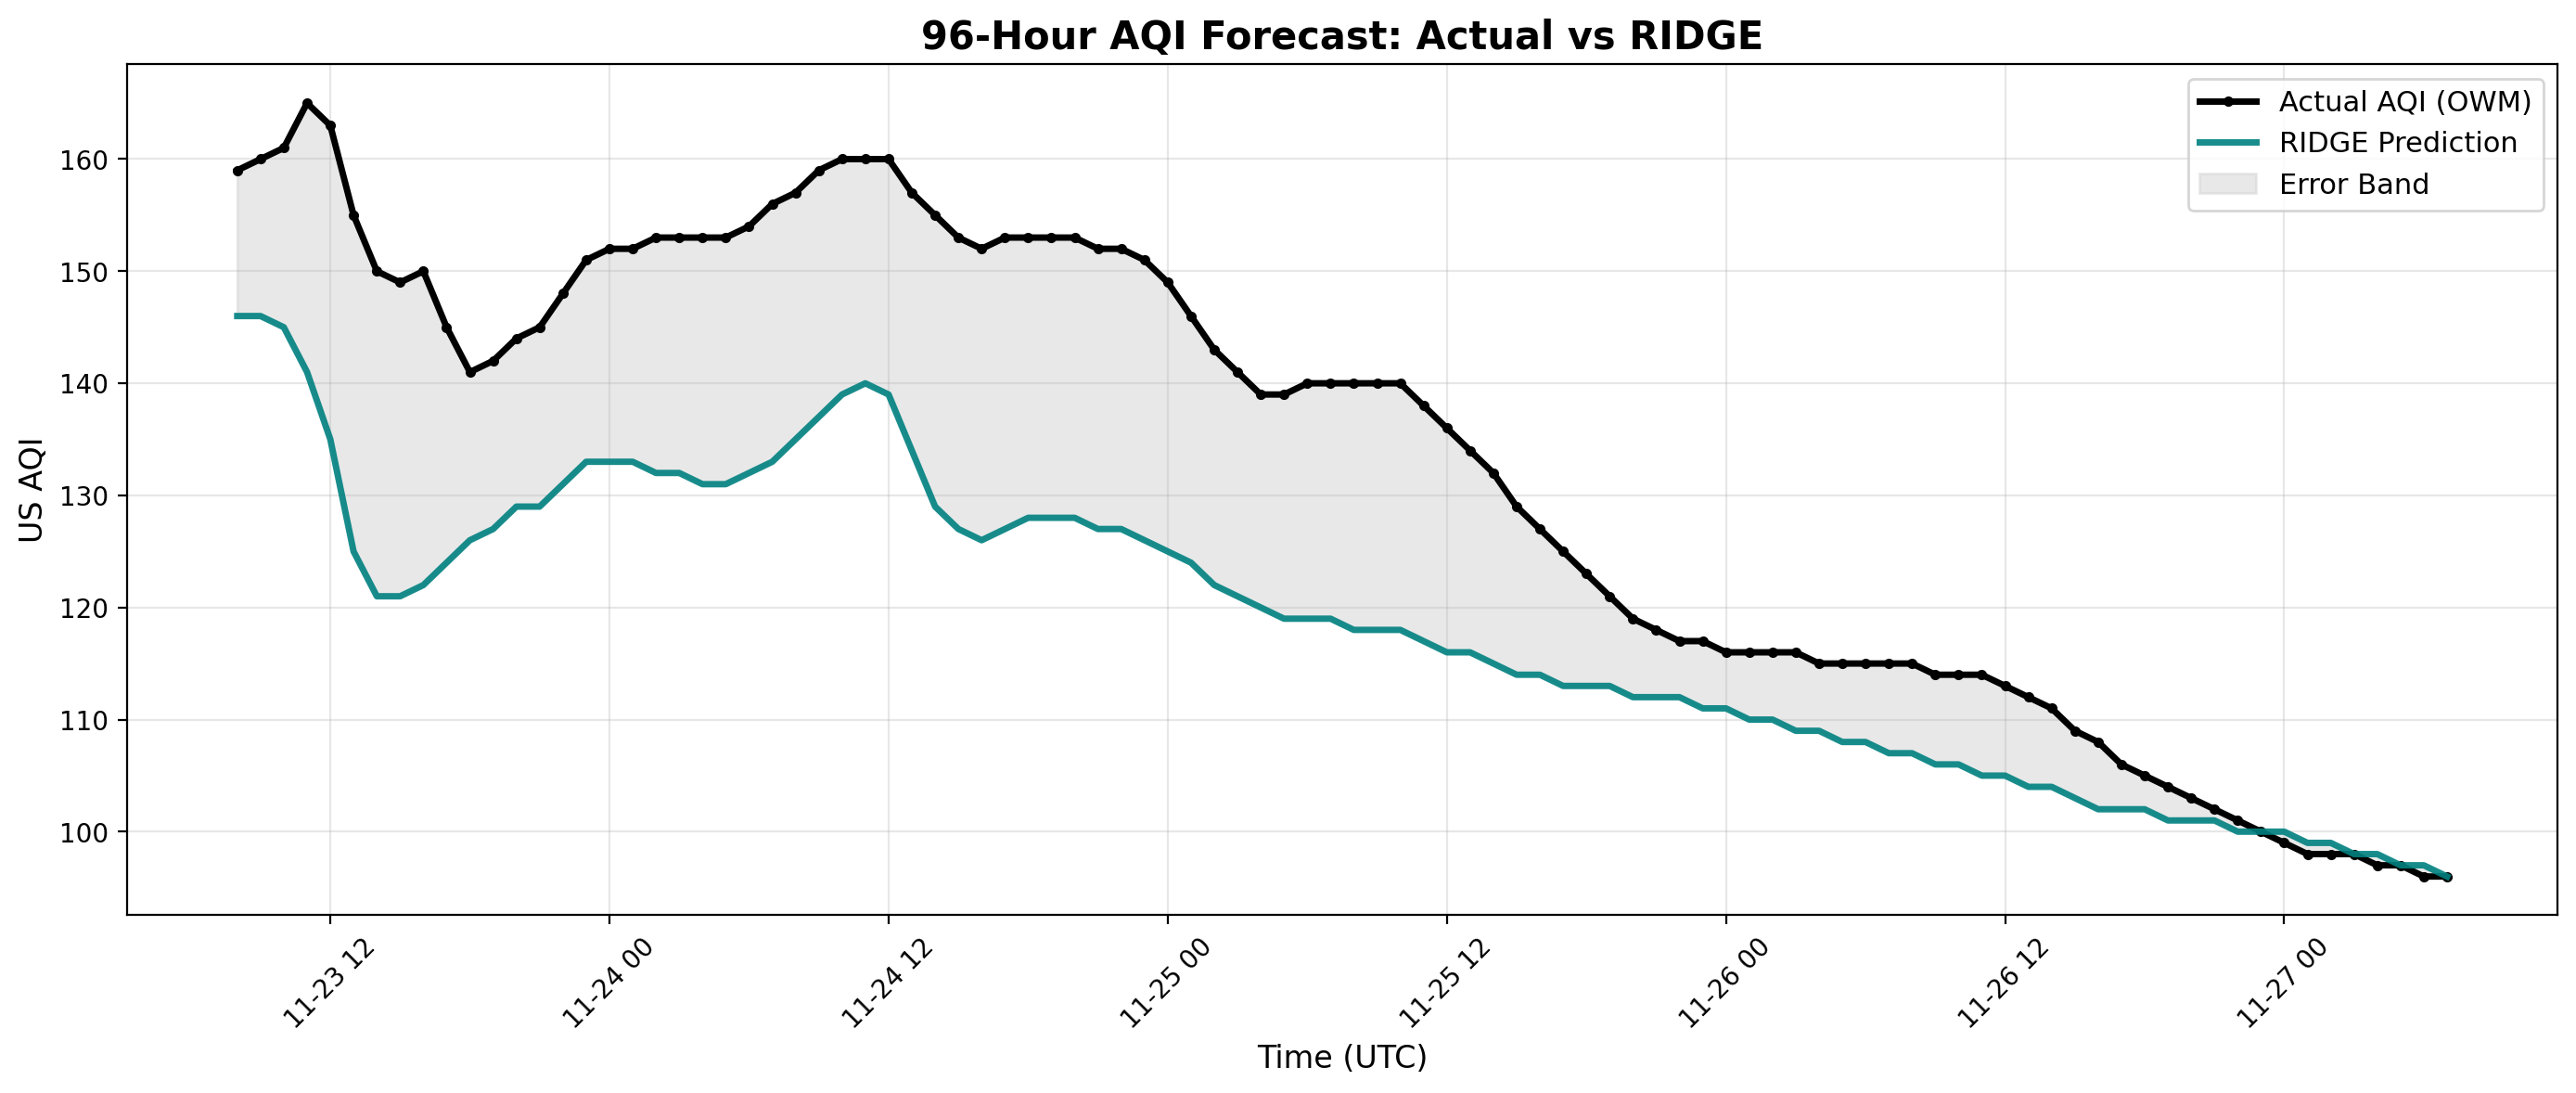 96-Hour AQI Forecast: Actual vs RIDGE
Actual AQI (OWM)
RIDGE Prediction
Error Band
US AQI
160
150
140
130
120
110
100
11-23 12
11-24 00
11-24 12
11-25 00
11-25 12
11-26 00
11-26 12
11-27 00
Time (UTC)